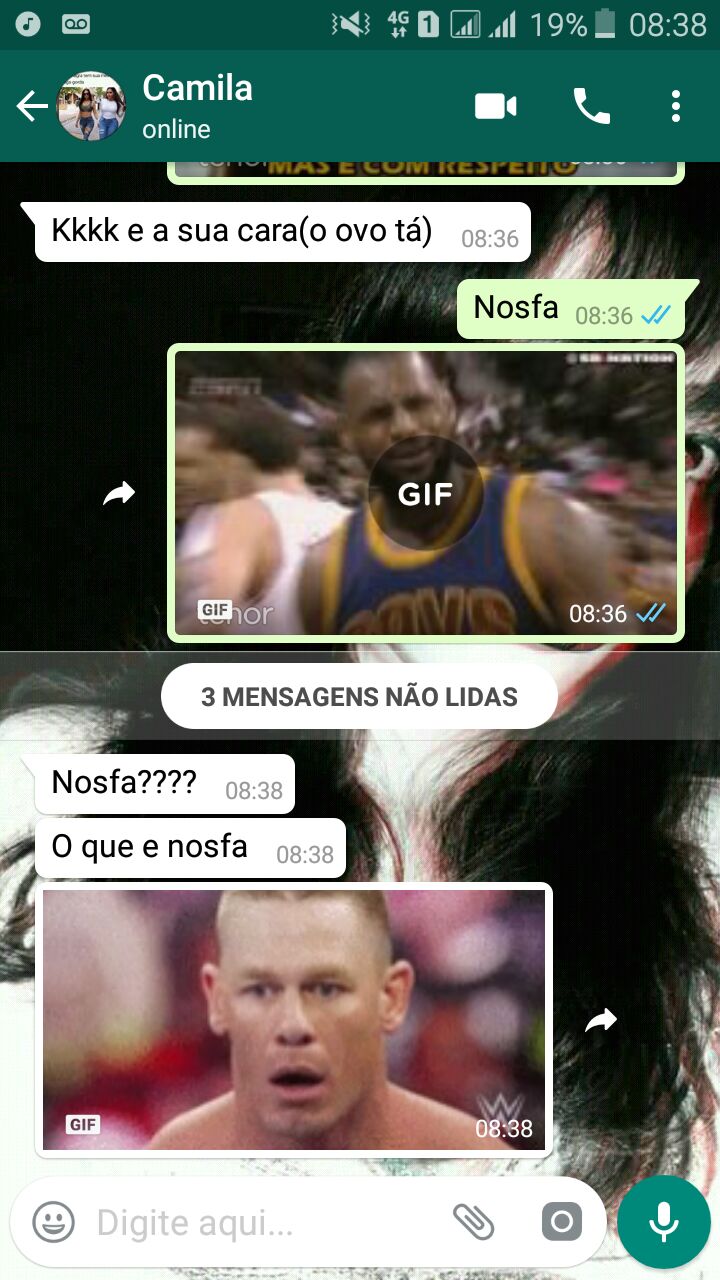 4G 1 19% 08:38
Camila
online
MAS É COM RESPEITO
Kkkk e a sua cara(o ovo tá) 08:36
Nosfa 08:36
SB NATION
GIF
GIF tenor 08:36
3 MENSAGENS NÃO LIDAS
Nosfa???? 08:38
O que e nosfa 08:38
GIF 08:38
Digite aqui...